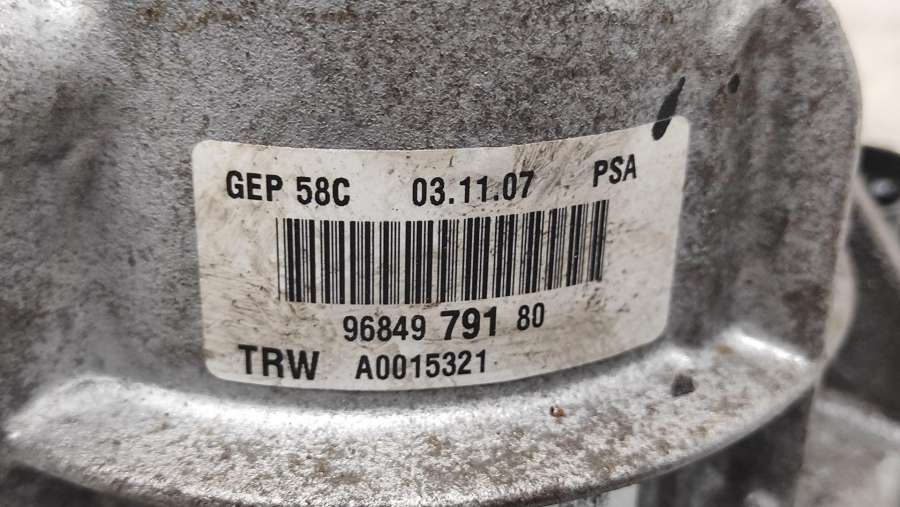 GEP 58C 03.11.07 PSA
96849 791 80
TRW A0015321